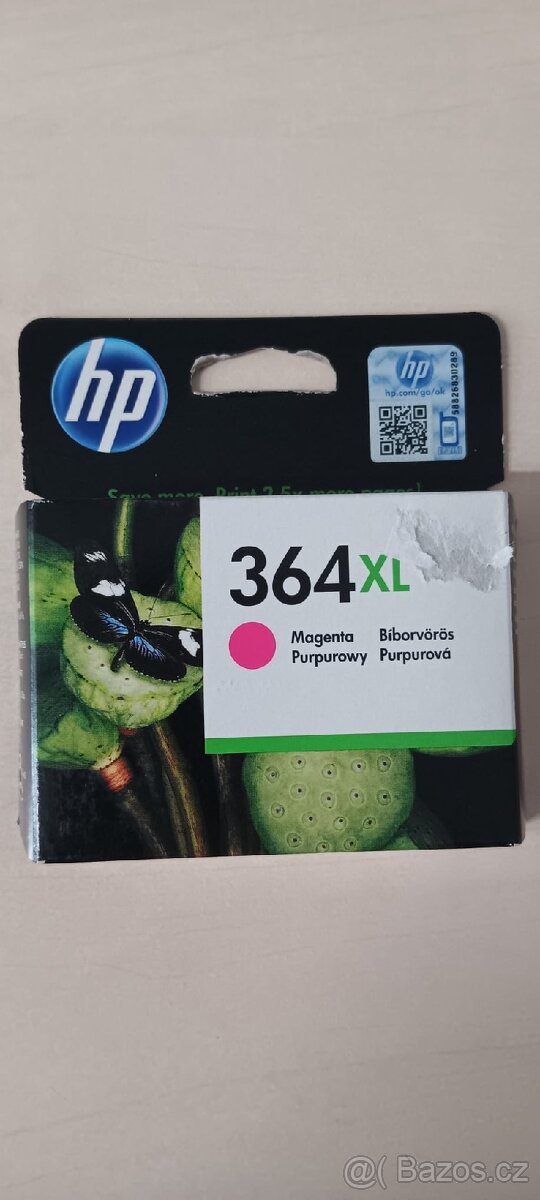 hp
hp
hp.com/go/ok
58826830289
Save more. Print 2.5x more pages!
364XL
Magenta Bíborvörös
Purpurowy Purpurová
@( Bazos.cz